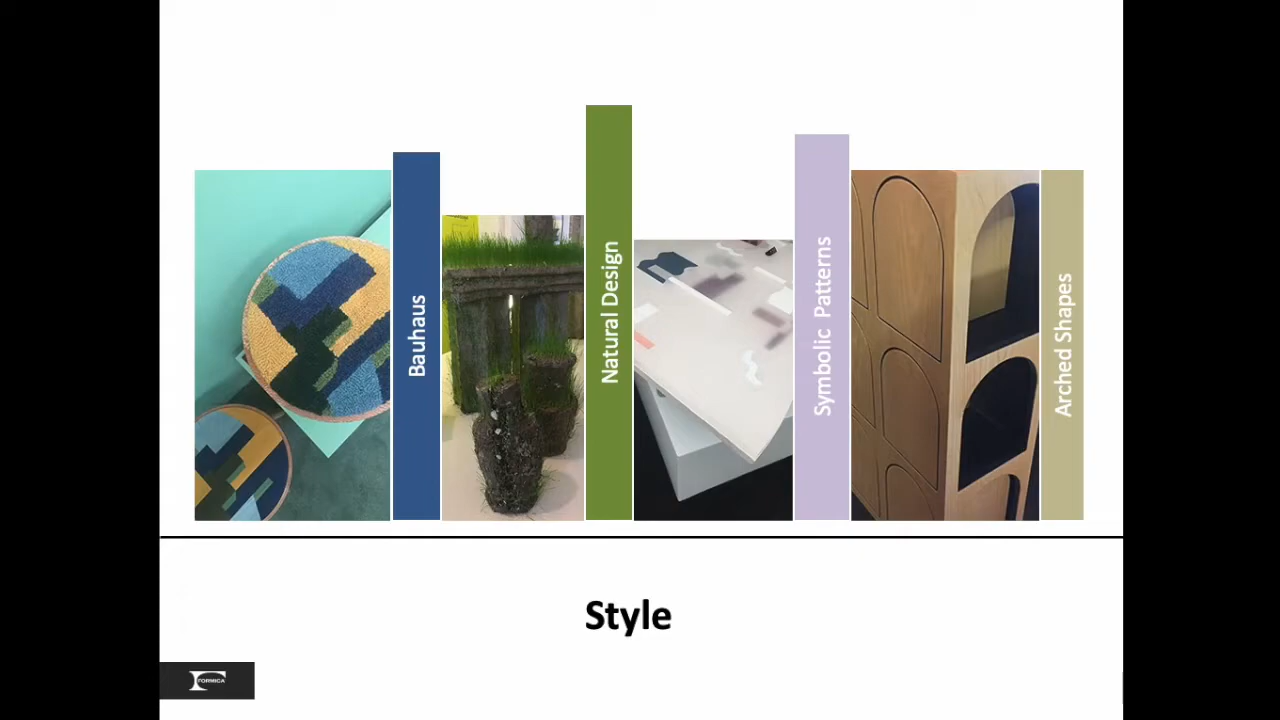 Bauhaus
Natural Design
Symbolic Patterns
Arched Shapes
Style
FORMICA